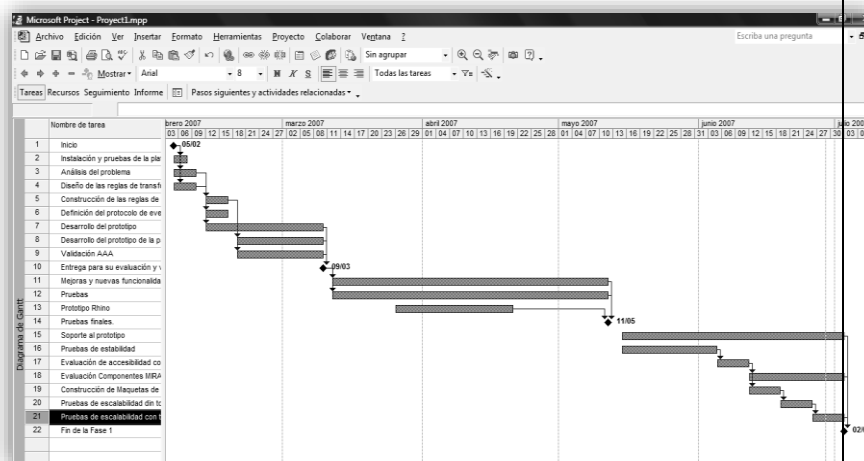 Microsoft Project - Proyect1.mpp
Archivo Edición Ver Insertar Formato Herramientas Proyecto Colaborar Ventana ? Escriba una pregunta
Sin agrupar
Mostrar Arial 8 N K S Todas las tareas
Tareas Recursos Seguimiento Informe Pasos siguientes y actividades relacionadas
Nombre de tarea
brero 2007 marzo 2007 abril 2007 mayo 2007 junio 2007 julio 200
03 06 09 12 15 18 21 24 27 02 05 08 11 14 17 20 23 26 29 01 04 07 10 13 16 19 22 25 28 01 04 07 10 13 16 19 22 25 28 31 03 06 09 12 15 18 21 24 27 30 03 0
1 Inicio 05/02
2 Instalación y pruebas de la pla
3 Análisis del problema
4 Diseño de las reglas de transf
5 Construcción de las reglas de
6 Definición del protocolo de eve
7 Desarrollo del prototipo
8 Desarrollo del prototipo de la p
9 Validación AAA
10 Entrega para su evaluación y v 09/03
11 Mejoras y nuevas funcionalida
12 Pruebas
13 Prototipo Rhino
14 Pruebas finales. 11/05
15 Soporte al prototipo
16 Pruebas de estabilidad
17 Evaluación de accesibilidad co
18 Evaluación Componentes MIRA
19 Construcción de Maquetas de
20 Pruebas de escalabilidad din to
21 Pruebas de escalabilidad con t
22 Fin de la Fase 1 02/
Diagrama de Gantt